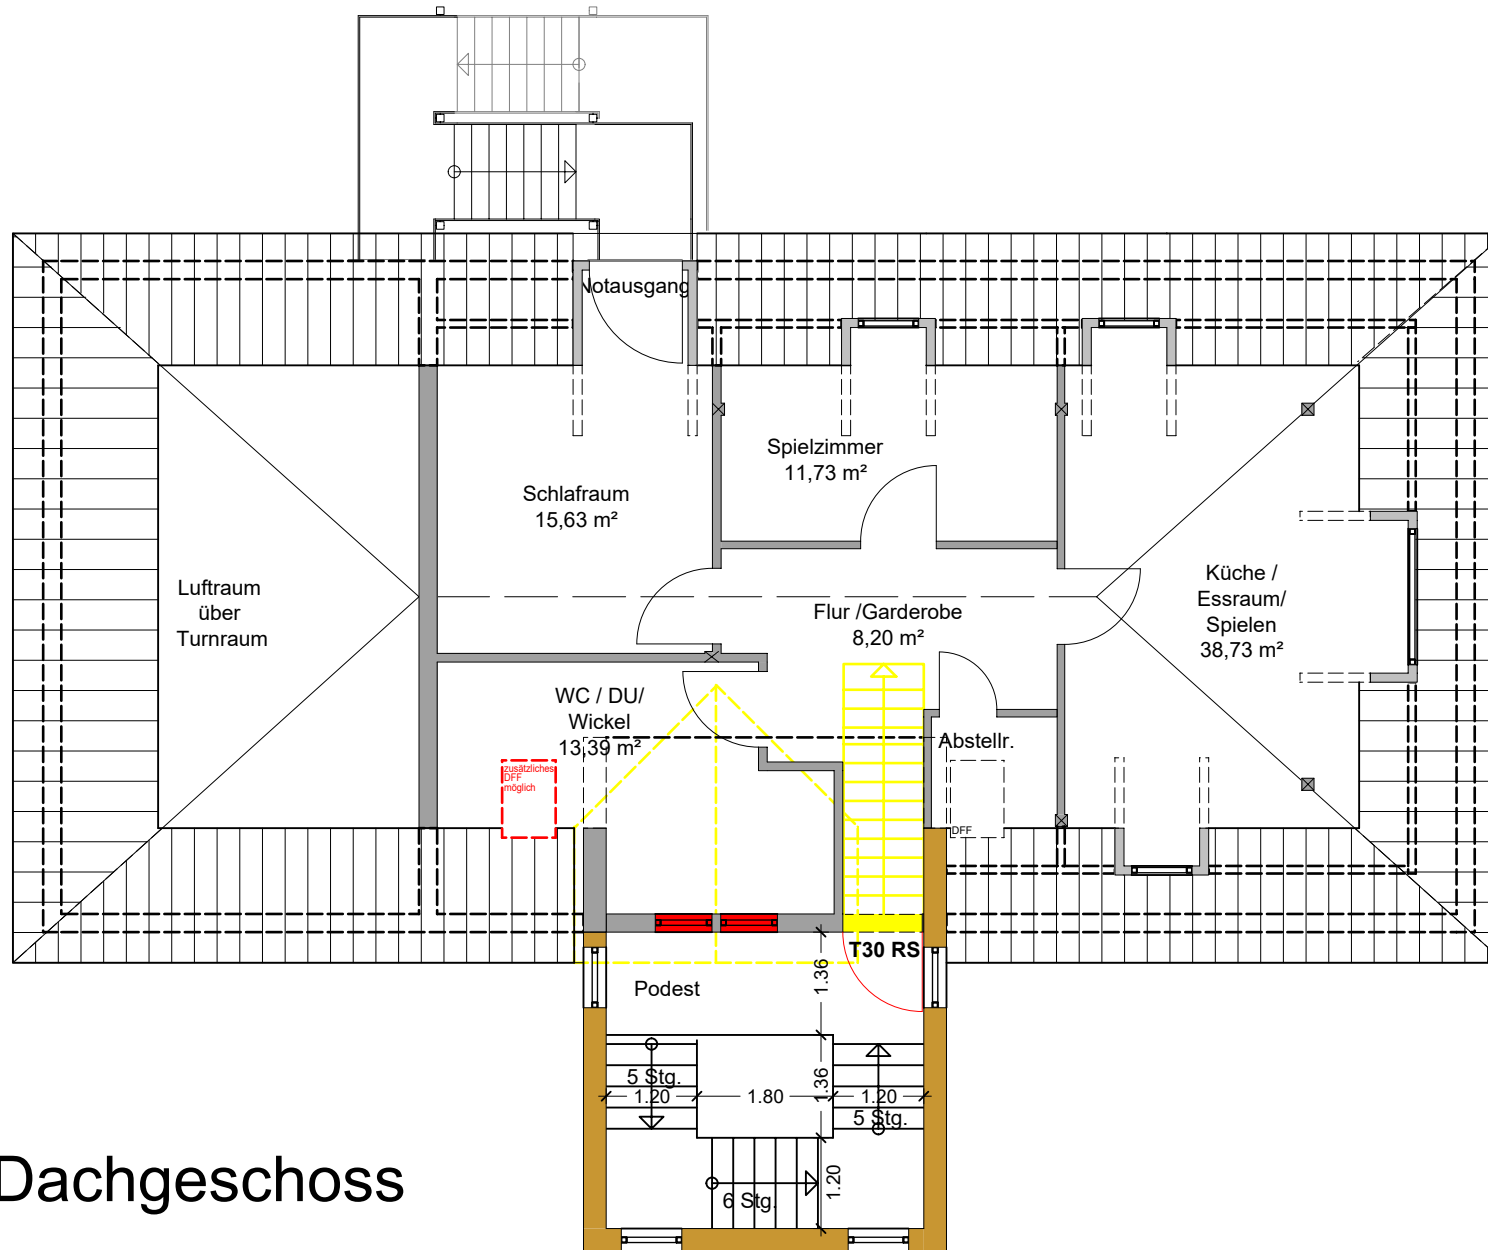 Notausgang
Spielzimmer
11,73 m²
Schlafraum
15,63 m²
Luftraum
über
Turnraum
Flur /Garderobe
8,20 m²
Küche /
Essraum/
Spielen
38,73 m²
WC / DU/
Wickel
13,39 m²
Abstellr.
zusätzliches
DFF
möglich
DFF
T30 RS
1.36
Podest
5 Stg.
1.36
1.20
1.80
1.20
5 Stg.
1.20
6 Stg.
Dachgeschoss